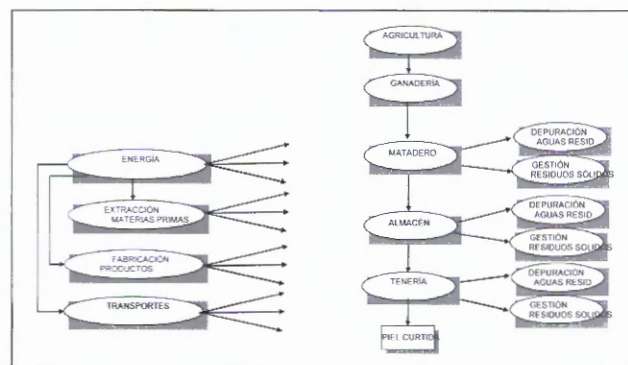 AGRICULTURA
GANADERÍA
MATADERO
DEPURACIÓN
AGUAS RESID
GESTIÓN
RESIDUOS SÓLIDOS
ALMACÉN
DEPURACIÓN
AGUAS RESID
GESTIÓN
RESIDUOS SOLIDOS
TENERÍA
DEPURACIÓN
AGUAS RESID
GESTIÓN
RESIDUOS SÓLIDOS
PIEL CURTIDA
ENERGÍA
EXTRACCIÓN
MATERIAS PRIMAS
FABRICACIÓN
PRODUCTOS
TRANSPORTES